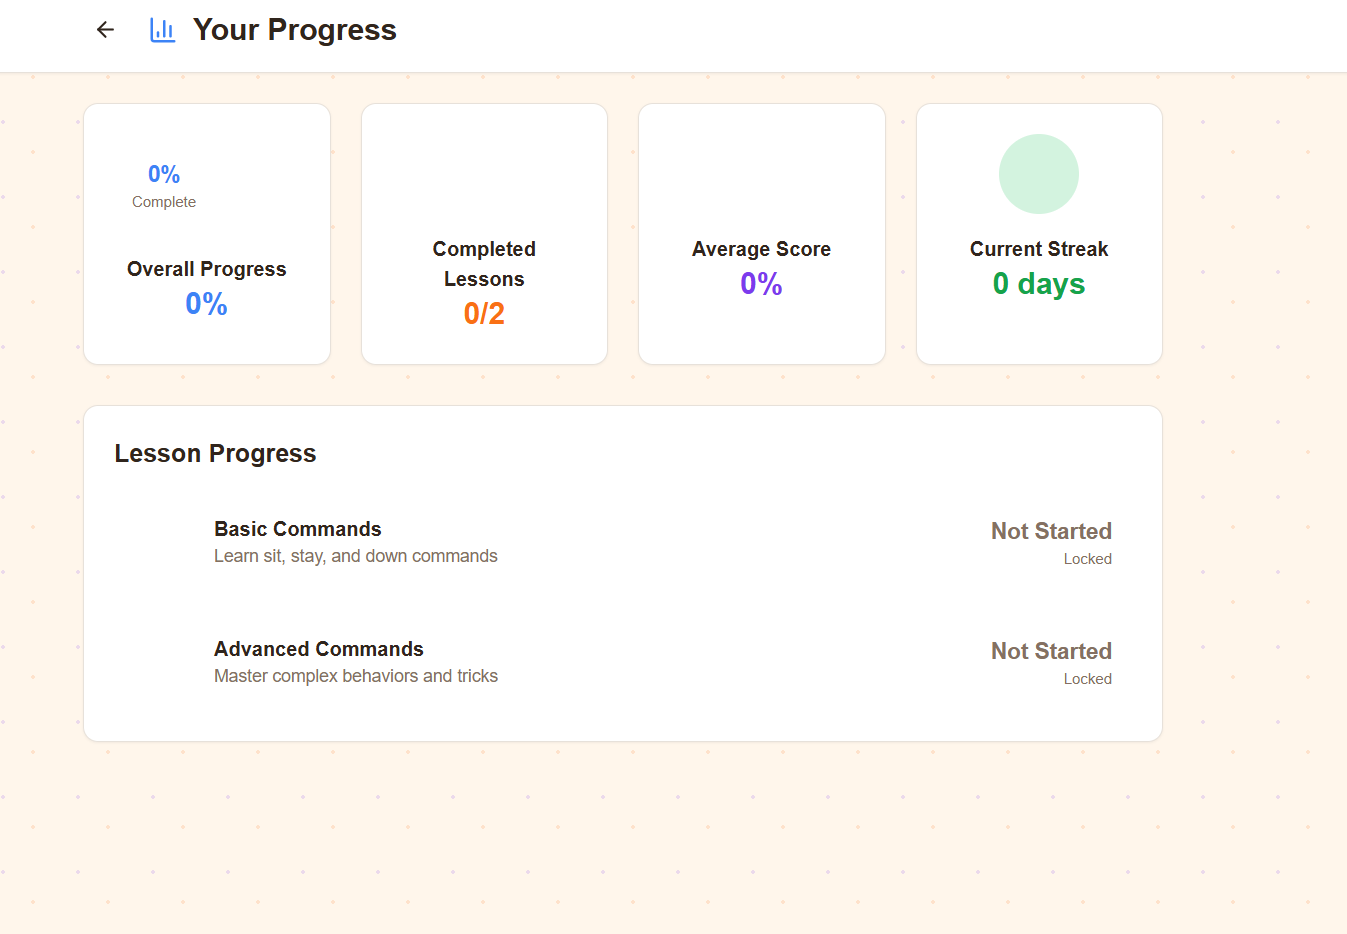 Your Progress
0%
Complete
Overall Progress
0%
Completed
Lessons
0/2
Average Score
0%
Current Streak
0 days
Lesson Progress
Basic Commands
Learn sit, stay, and down commands
Not Started
Locked
Advanced Commands
Master complex behaviors and tricks
Not Started
Locked